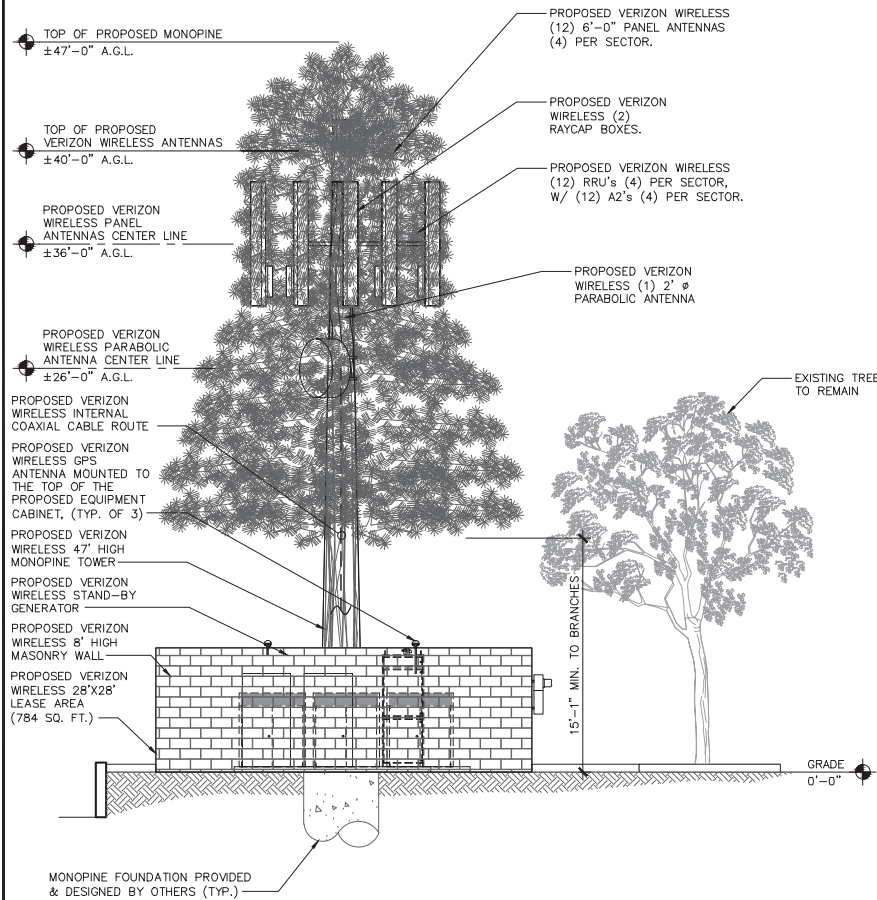 TOP OF PROPOSED MONOPINE
±47'-0" A.G.L.
TOP OF PROPOSED
VERIZON WIRELESS ANTENNAS
±40'-0" A.G.L.
PROPOSED VERIZON
WIRELESS PANEL
ANTENNAS CENTER LINE
±36'-0" A.G.L.
PROPOSED VERIZON
WIRELESS PARABOLIC
ANTENNA CENTER LINE
±26'-0" A.G.L.
PROPOSED VERIZON
WIRELESS INTERNAL
COAXIAL CABLE ROUTE
PROPOSED VERIZON
WIRELESS GPS
ANTENNA MOUNTED TO
THE TOP OF THE
PROPOSED EQUIPMENT
CABINET, (TYP. OF 3)
PROPOSED VERIZON
WIRELESS 47' HIGH
MONOPINE TOWER
PROPOSED VERIZON
WIRELESS STAND-BY
GENERATOR
PROPOSED VERIZON
WIRELESS 8' HIGH
MASONRY WALL
PROPOSED VERIZON
WIRELESS 28'X28'
LEASE AREA
(784 SQ. FT.)
MONOPINE FOUNDATION PROVIDED
& DESIGNED BY OTHERS (TYP.)
PROPOSED VERIZON WIRELESS
(12) 6'-0" PANEL ANTENNAS
(4) PER SECTOR.
PROPOSED VERIZON
WIRELESS (2)
RAYCAP BOXES.
PROPOSED VERIZON WIRELESS
(12) RRU's (4) PER SECTOR,
W/ (12) A2's (4) PER SECTOR.
PROPOSED VERIZON
WIRELESS (1) 2' ø
PARABOLIC ANTENNA
EXISTING TREE
TO REMAIN
15'-1" MIN. TO BRANCHES
GRADE
0'-0"